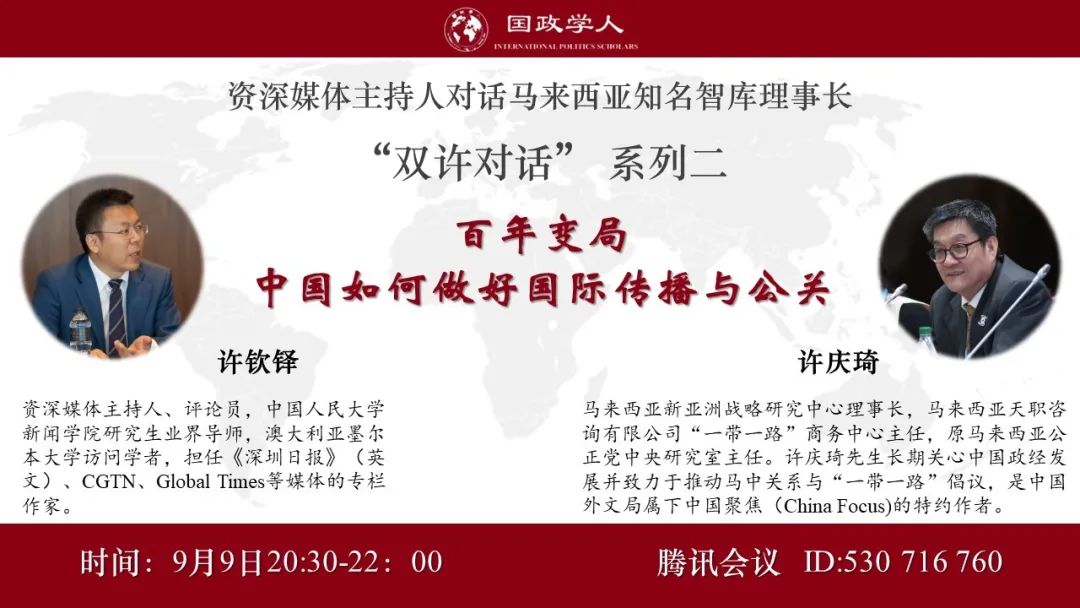 国政学人
INTERNATIONAL POLITICS SCHOLARS
资深媒体主持人对话马来西亚知名智库理事长
“双许对话” 系列二
百年变局
中国如何做好国际传播与公关
许钦铎
资深媒体主持人、评论员，中国人民大学
新闻学院研究生业界导师，澳大利亚墨尔
本大学访问学者，担任《深圳日报》（英
文）、CGTN、Global Times等媒体的专栏
作家。
许庆琦
马来西亚新亚洲战略研究中心理事长，马来西亚天职咨
询有限公司“一带一路”商务中心主任，原马来西亚公
正党中央研究室主任。许庆琦先生长期关心中国政经发
展并致力于推动马中关系与“一带一路”倡议，是中国
外文局属下中国聚焦（China Focus)的特约作者。
时间：9月9日20:30-22：00
腾讯会议 ID:530 716 760